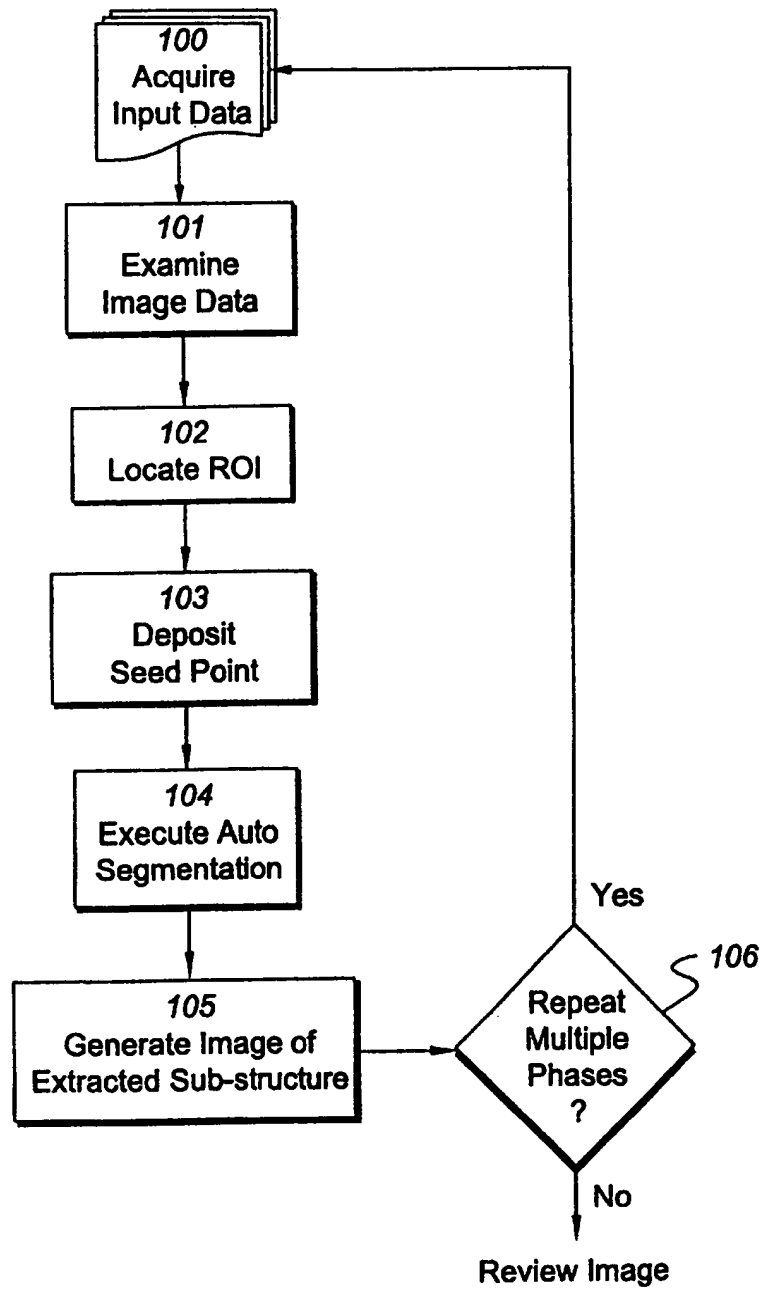 100
Acquire
Input Data
101
Examine
Image Data
102
Locate ROI
103
Deposit
Seed Point
104
Execute Auto
Segmentation
105
Generate Image of
Extracted Sub-structure
Yes
106
Repeat
Multiple
Phases
?
No
Review Image